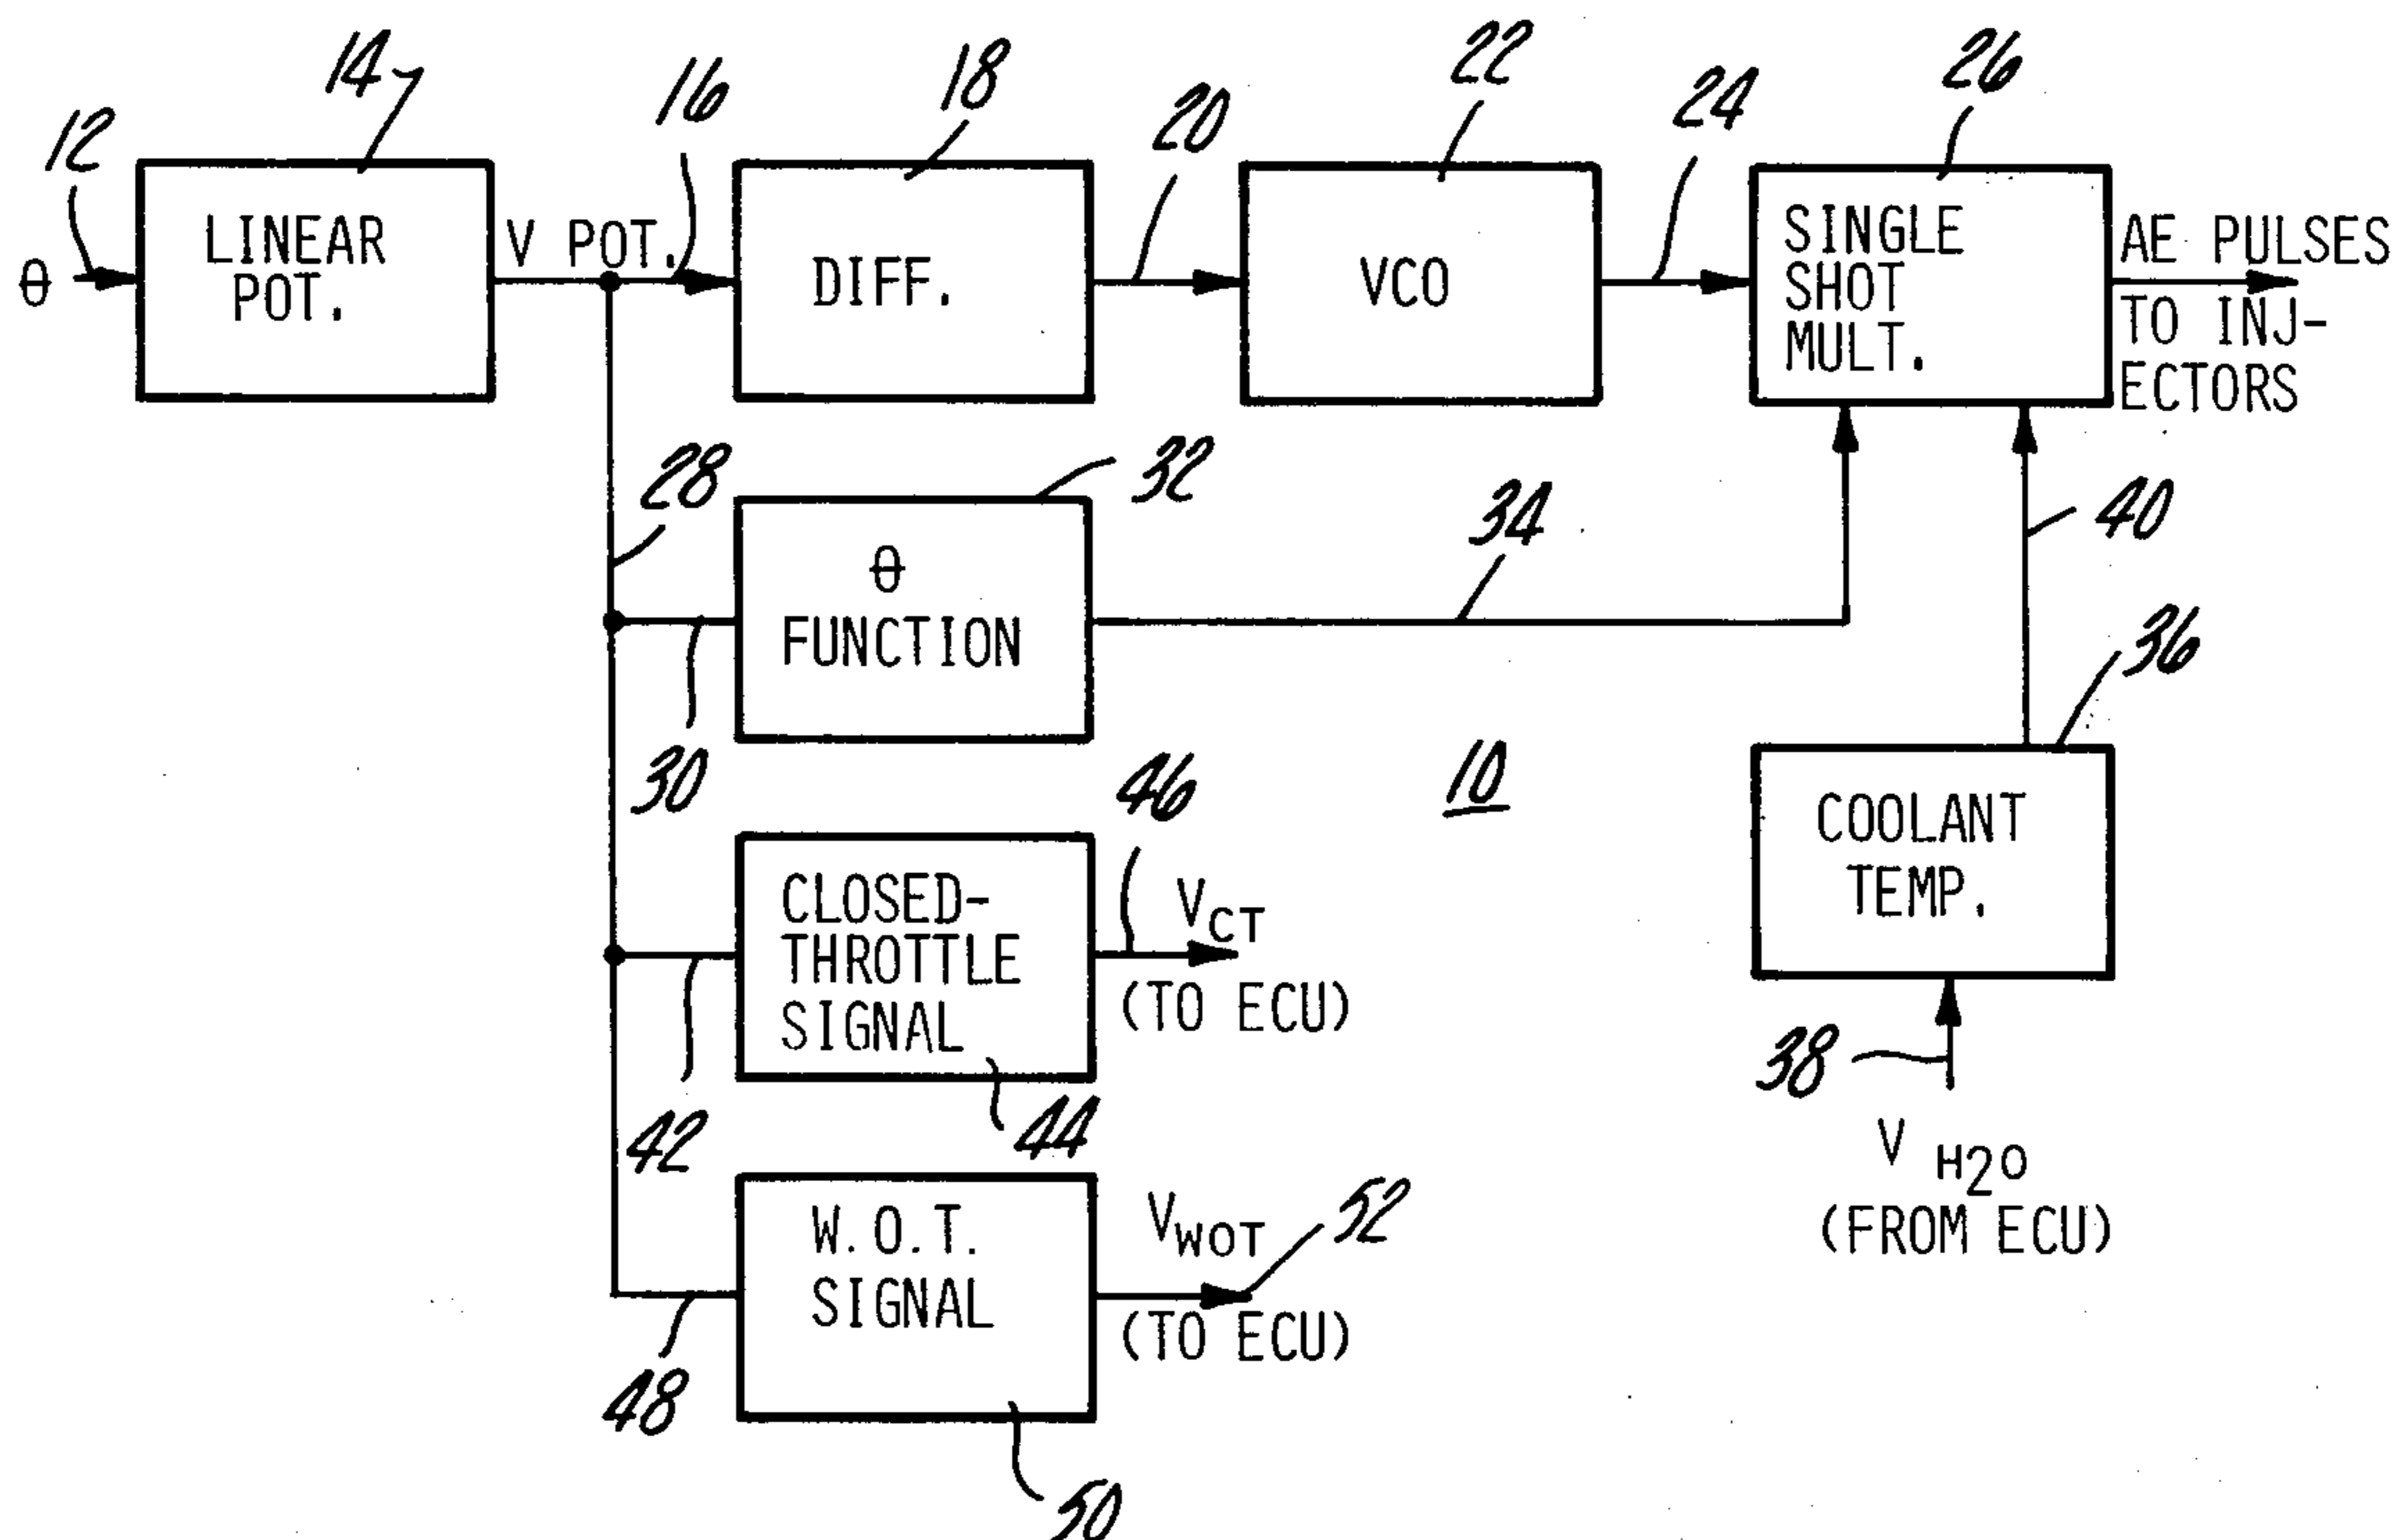 12
14
16
18
20
22
24
26
θ
LINEAR
POT.
V POT.
DIFF.
VCO
SINGLE
SHOT
MULT.
AE PULSES
TO INJ-
ECTORS
28
30
32
θ
FUNCTION
34
40
36
COOLANT
TEMP.
38
V H2O
(FROM ECU)
10
42
CLOSED-
THROTTLE
SIGNAL
44
46
VCT
(TO ECU)
48
W.O.T.
SIGNAL
50
VWOT
52
(TO ECU)